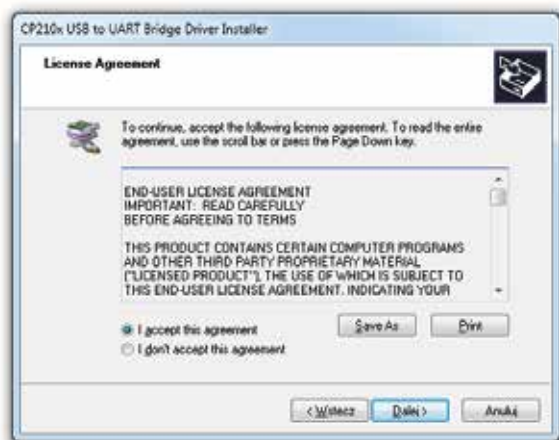 CP210x USB to UART Bridge Driver Installer
License Agreement
To continue, accept the following license agreement. To read the entire
agreement, use the scroll bar or press the Page Down key.
END-USER LICENSE AGREEMENT
IMPORTANT: READ CAREFULLY
BEFORE AGREEING TO TERMS
THIS PRODUCT CONTAINS CERTAIN COMPUTER PROGRAMS
AND OTHER THIRD PARTY PROPRIETARY MATERIAL
("LICENSED PRODUCT"), THE USE OF WHICH IS SUBJECT TO
THIS END-USER LICENSE AGREEMENT. INDICATING YOUR
I accept this agreement
Save As
Print
I don't accept this agreement
< Wstecz
Dalej >
Anuluj